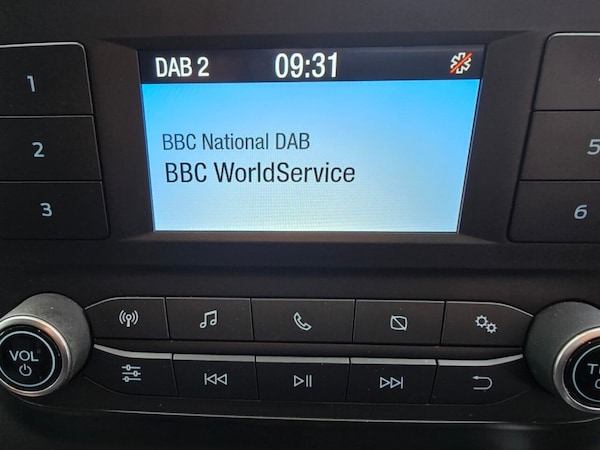 DAB 2 09:31
BBC National DAB
BBC WorldService
1
2
3
5
6
VOL